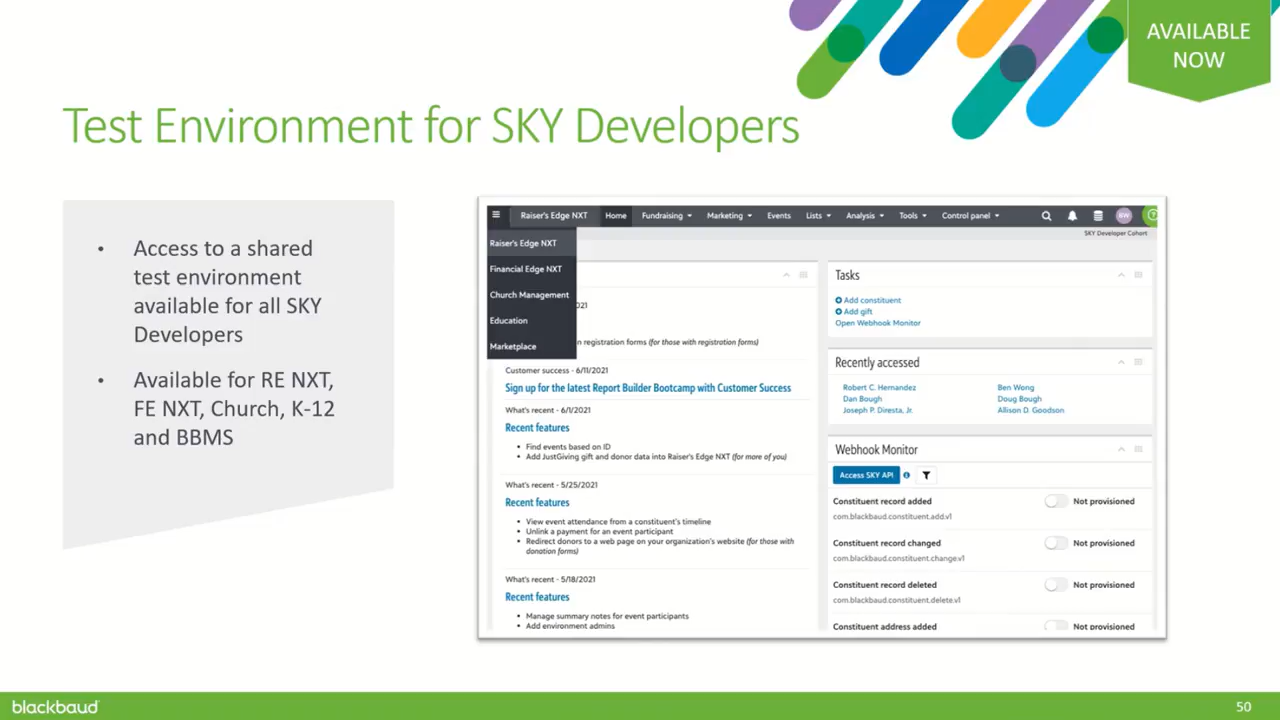 AVAILABLE
NOW
Test Environment for SKY Developers
• Access to a shared
test environment
available for all SKY
Developers
• Available for RE NXT,
FE NXT, Church, K-12
and BBMS
Raiser's Edge NXT Home Fundraising Marketing Events Lists Analysis Tools Control panel BW
SKY Developer Cohort
Raiser's Edge NXT
Financial Edge NXT
Church Management
Education
Marketplace
021
n registration forms (for those with registration forms)
Customer success - 6/11/2021
Sign up for the latest Report Builder Bootcamp with Customer Success
What's recent - 6/1/2021
Recent features
• Find events based on ID
• Add JustGiving gift and donor data into Raiser's Edge NXT (for more of you)
What's recent - 5/25/2021
Recent features
• View event attendance from a constituent's timeline
• Unlink a payment for an event participant
• Redirect donors to a web page on your organization's website (for those with
donation forms)
What's recent - 5/18/2021
Recent features
• Manage summary notes for event participants
• Add environment admins
Tasks
Add constituent
Add gift
Open Webhook Monitor
Recently accessed
Robert C. Hernandez Ben Wong
Dan Bough Doug Bough
Joseph P. Diresta, Jr. Allison D. Goodson
Webhook Monitor
Access SKY API
Constituent record added Not provisioned
com.blackbaud.constituent.add.v1
Constituent record changed Not provisioned
com.blackbaud.constituent.change.v1
Constituent record deleted Not provisioned
com.blackbaud.constituent.delete.v1
Constituent address added Not provisioned
blackbaud 50